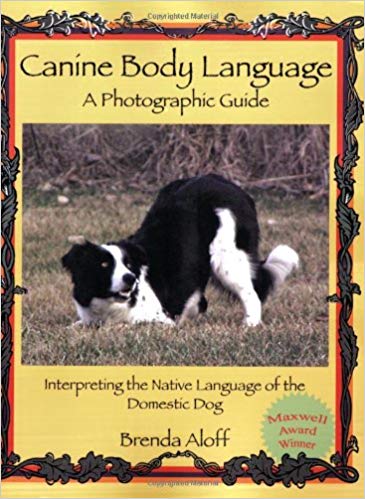 Canine Body Language
A Photographic Guide
Interpreting the Native Language of the
Domestic Dog
Maxwell
Award
Winner
Brenda Aloff